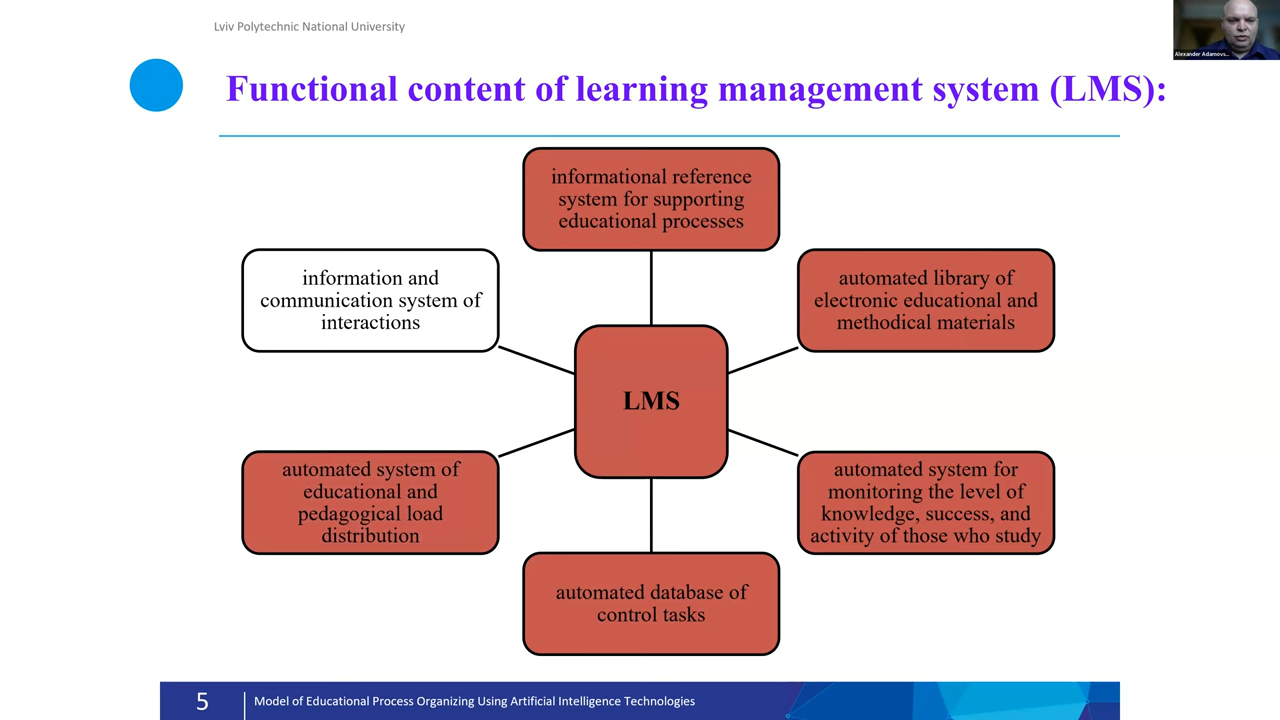 Lviv Polytechnic National University
Alexander Adamovs...
Functional content of learning management system (LMS):
informational reference
system for supporting
educational processes
information and
communication system of
interactions
automated library of
electronic educational and
methodical materials
LMS
automated system of
educational and
pedagogical load
distribution
automated system for
monitoring the level of
knowledge, success, and
activity of those who study
automated database of
control tasks
5
Model of Educational Process Organizing Using Artificial Intelligence Technologies